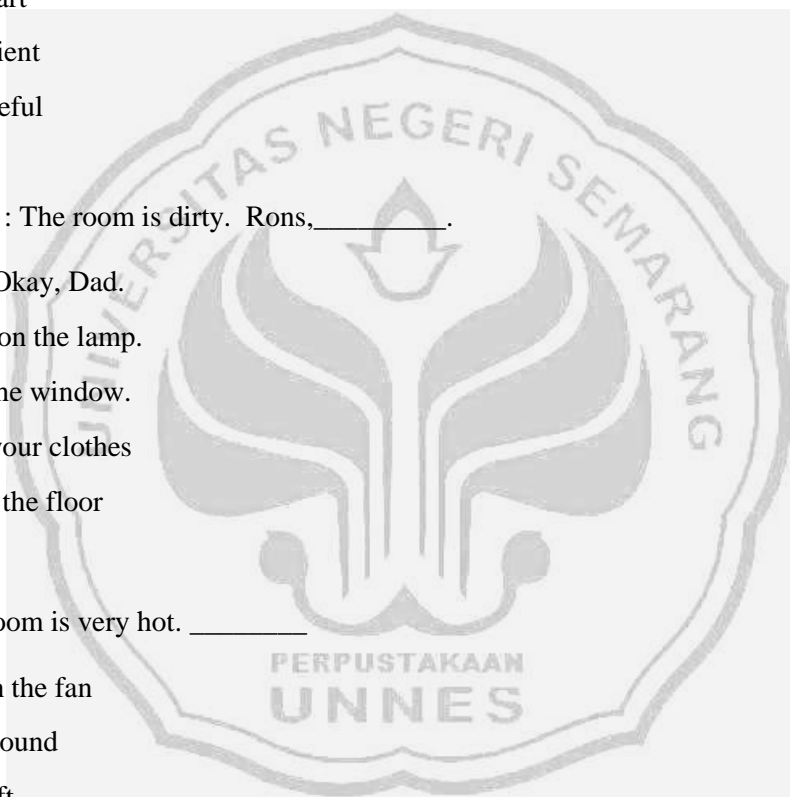 art
ient
eful
: The room is dirty. Rons,_________.
Okay, Dad.
on the lamp.
he window.
your clothes
the floor
oom is very hot. ________
n the fan
ound
ft
UNIVERSITAS NEGERI SEMARANG
PERPUSTAKAAN
UNNES